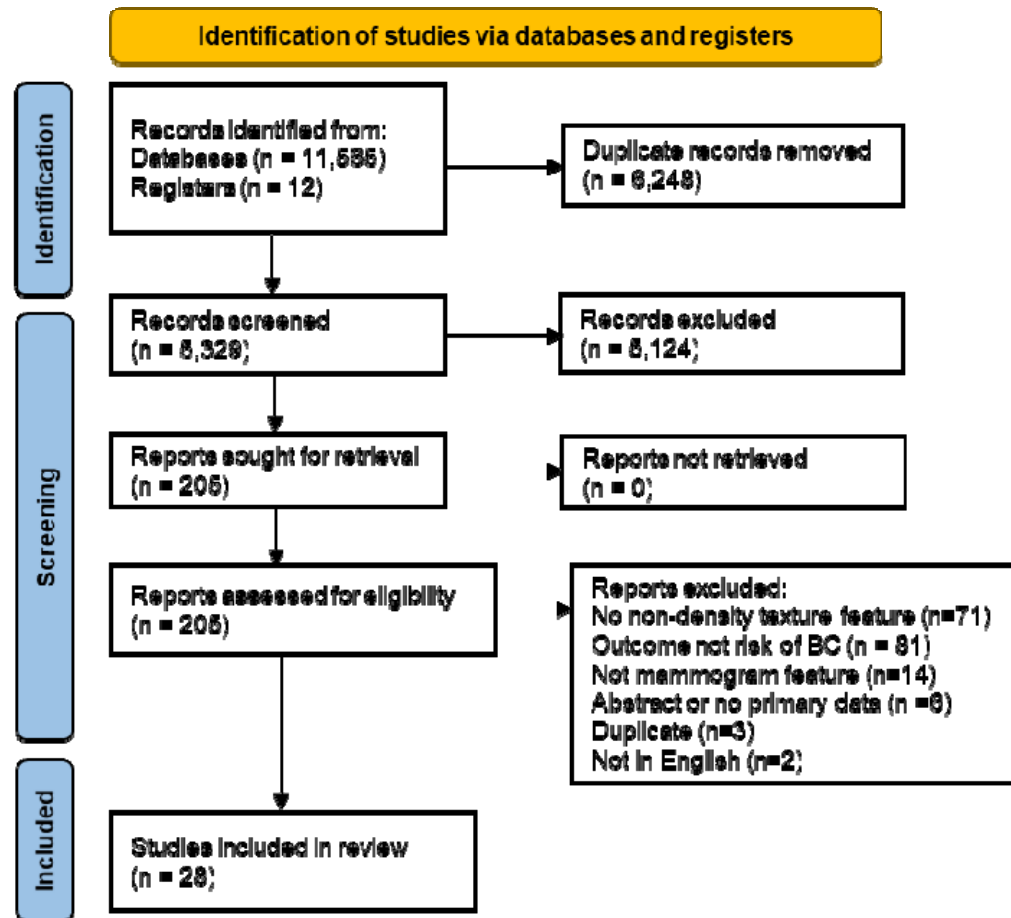 Identification of studies via databases and registers
Identification
Records identified from:
Databases (n = 11,565)
Registers (n = 12)
Duplicate records removed
(n = 6,248)
Screening
Records screened
(n = 5,329)
Records excluded
(n = 5,124)
Reports sought for retrieval
(n = 205)
Reports not retrieved
(n = 0)
Reports assessed for eligibility
(n = 205)
Reports excluded:
No non-density texture feature (n=71)
Outcome not risk of BC (n = 81)
Not mammogram feature (n=14)
Abstract or no primary data (n =6)
Duplicate (n=3)
Not in English (n=2)
Included
Studies included in review
(n = 28)